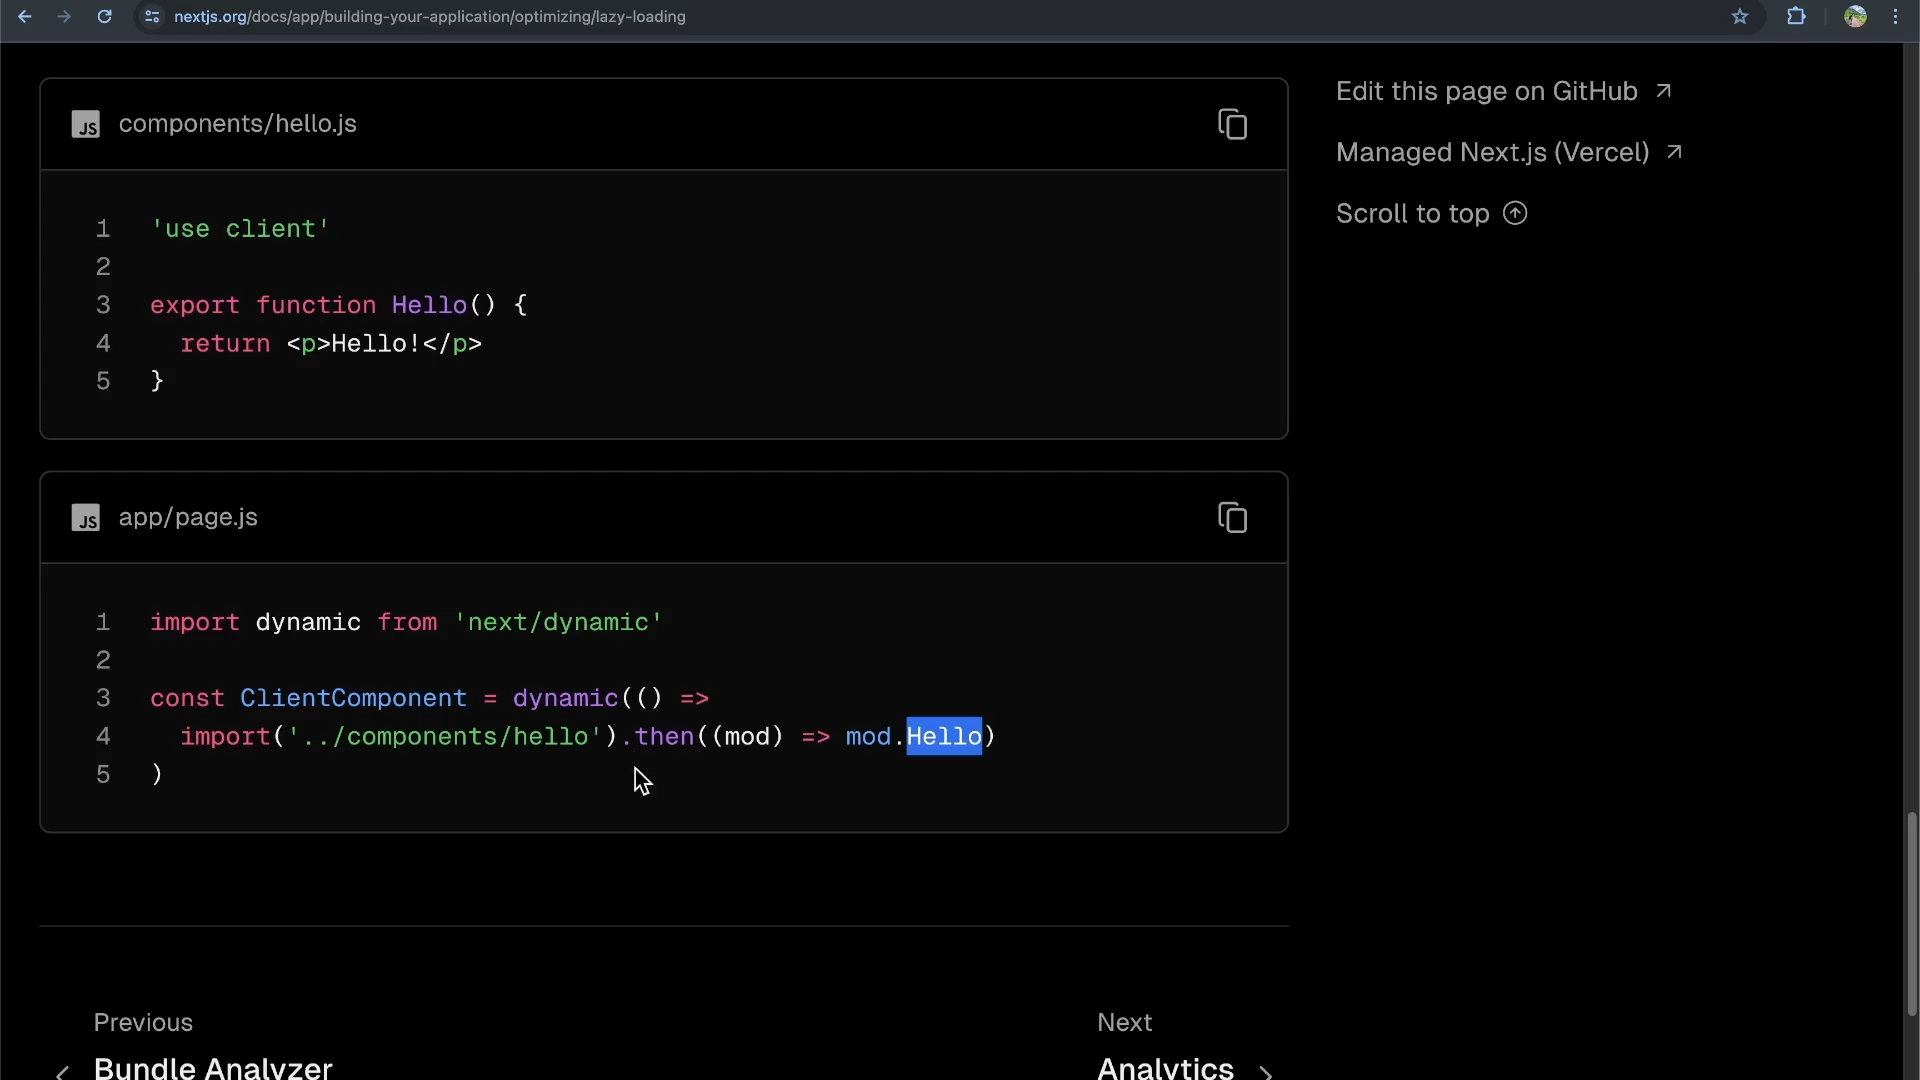 nextjs.org/docs/app/building-your-application/optimizing/lazy-loading
JS components/hello.js
1 'use client'
2
3 export function Hello() {
4 return <p>Hello!</p>
5 }
JS app/page.js
1 import dynamic from 'next/dynamic'
2
3 const ClientComponent = dynamic(() =>
4 import('../components/hello').then((mod) => mod.Hello)
5 )
Edit this page on GitHub
Managed Next.js (Vercel)
Scroll to top
Previous
Bundle Analyzer
Next
Analytics